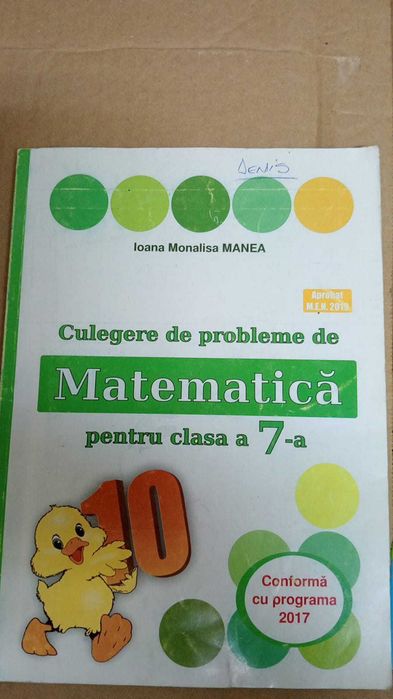 DENIS
Ioana Monalisa MANEA
Aprobat
M.E.N. 2019
Culegere de probleme de
Matematică
pentru clasa a 7-a
10
Conformă
cu programa
2017